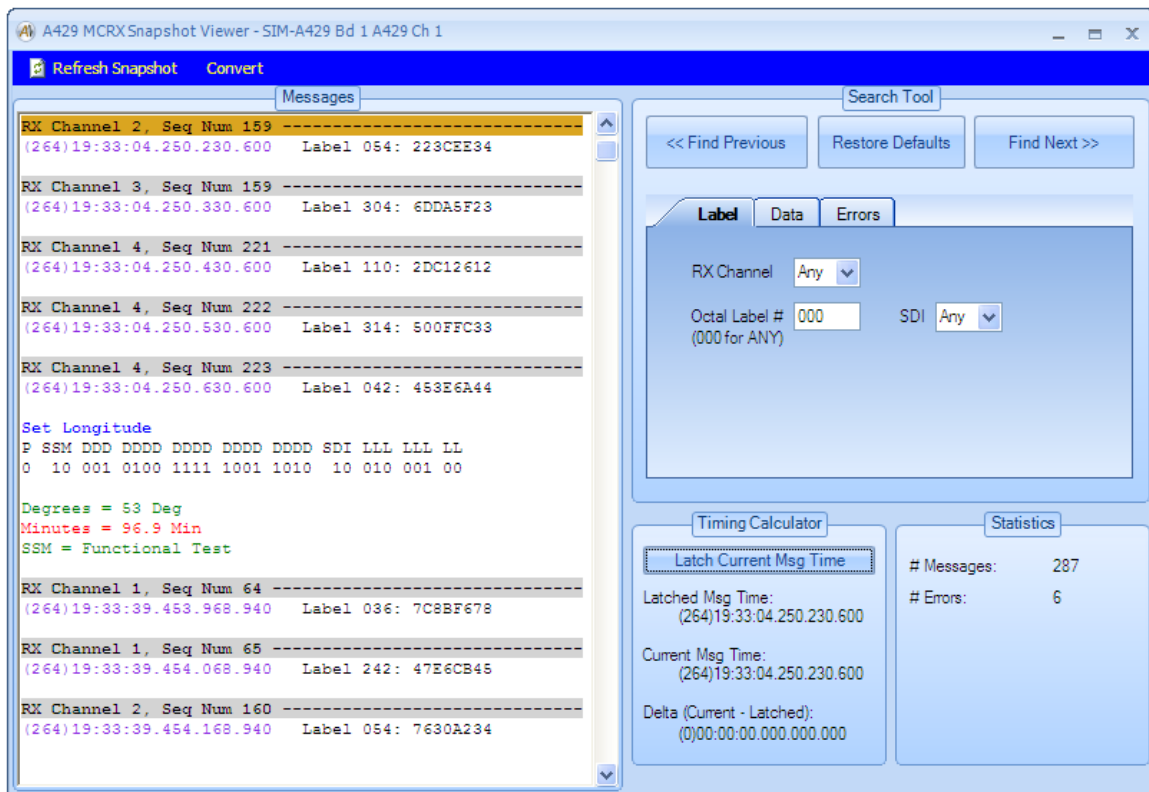 A429 MCRX Snapshot Viewer - SIM-A429 Bd 1 A429 Ch 1
Refresh Snapshot Convert
Messages
RX Channel 2, Seq Num 159 ------------------------------
(264)19:33:04.250.230.600 Label 054: 223CEE34
RX Channel 3, Seq Num 159 ------------------------------
(264)19:33:04.250.330.600 Label 304: 6DDA5F23
RX Channel 4, Seq Num 221 ------------------------------
(264)19:33:04.250.430.600 Label 110: 2DC12612
RX Channel 4, Seq Num 222 ------------------------------
(264)19:33:04.250.530.600 Label 314: 500FFC33
RX Channel 4, Seq Num 223 ------------------------------
(264)19:33:04.250.630.600 Label 042: 453E6A44
Set Longitude
P SSM DDD DDDD DDDD DDDD DDDD SDI LLL LLL LL
0 10 001 0100 1111 1001 1010 10 010 001 00
Degrees = 53 Deg
Minutes = 96.9 Min
SSM = Functional Test
RX Channel 1, Seq Num 64 -------------------------------
(264)19:33:39.453.968.940 Label 036: 7C8BF678
RX Channel 1, Seq Num 65 -------------------------------
(264)19:33:39.454.068.940 Label 242: 47E6CB45
RX Channel 2, Seq Num 160 ------------------------------
(264)19:33:39.454.168.940 Label 054: 7630A234
Search Tool
<< Find Previous Restore Defaults Find Next >>
Label Data Errors
RX Channel Any
Octal Label # 000 SDI Any
(000 for ANY)
Timing Calculator
Latch Current Msg Time
Latched Msg Time:
(264)19:33:04.250.230.600
Current Msg Time:
(264)19:33:04.250.230.600
Delta (Current - Latched):
(0)00:00:00.000.000.000
Statistics
# Messages: 287
# Errors: 6